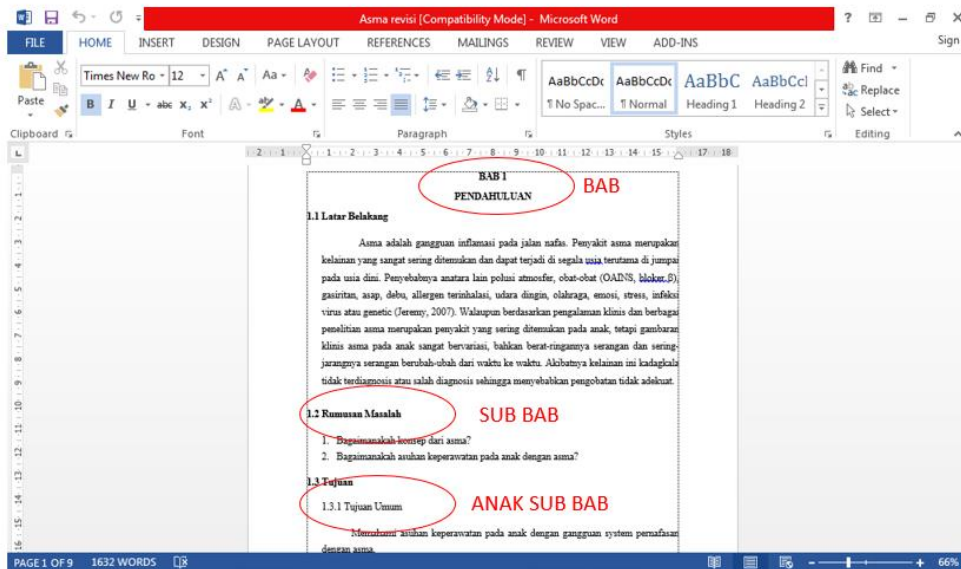 Asma revisi [Compatibility Mode] - Microsoft Word
FILE HOME INSERT DESIGN PAGE LAYOUT REFERENCES MAILINGS REVIEW VIEW ADD-INS Sign
Paste
Times New Ro 12
AaBbCcDc AaBbCcDc AaBbC AaBbCcl
¶ No Spac... ¶ Normal Heading 1 Heading 2
Find
Replace
Select
Clipboard Font Paragraph Styles Editing
BAB 1
BAB
PENDAHULUAN
1.1 Latar Belakang
Asma adalah gangguan inflamasi pada jalan nafas. Penyakit asma merupakan
kelainan yang sangat sering ditemukan dan dapat terjadi di segala usia terutama di jumpai
pada usia dini. Penyebabnya anatara lain polusi atmosfer, obat-obat (OAINS, bloker β),
gasiritan, asap, debu, allergen terinhalasi, udara dingin, olahraga, emosi, stress, infeksi
virus atau genetic (Jeremy, 2007). Walaupun berdasarkan pengalaman klinis dan berbagai
penelitian asma merupakan penyakit yang sering ditemukan pada anak, tetapi gambaran
klinis asma pada anak sangat bervariasi, bahkan berat-ringannya serangan dan sering-
jarangnya serangan berubah-ubah dari waktu ke waktu. Akibatnya kelainan ini kadagkala
tidak terdiagnosis atau salah diagnosis sehingga menyebabkan pengobatan tidak adekuat.
1.2 Rumusan Masalah
SUB BAB
1. Bagaimanakah konsep dari asma?
2. Bagaimanakah asuhan keperawatan pada anak dengan asma?
1.3 Tujuan
1.3.1 Tujuan Umum
ANAK SUB BAB
Memahami asuhan keperawatan pada anak dengan gangguan system pernafasan
dengan asma.
PAGE 1 OF 9 1632 WORDS 66%